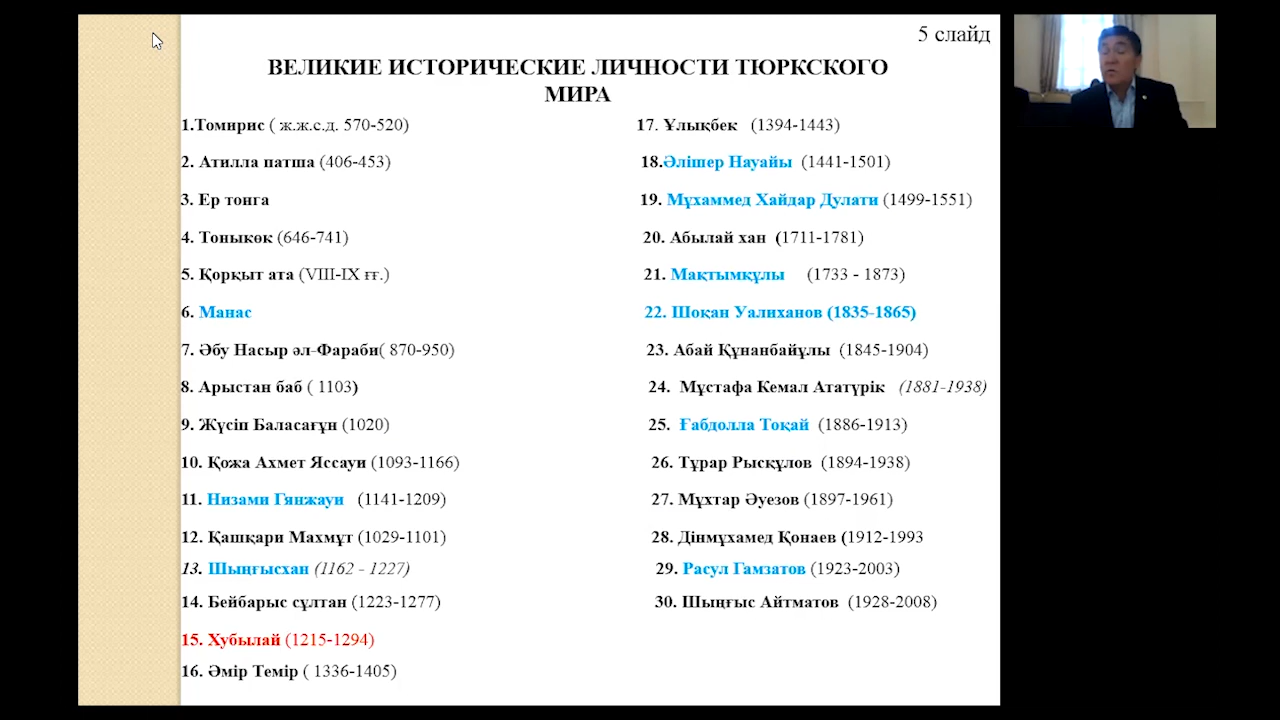 5 слайд
ВЕЛИКИЕ ИСТОРИЧЕСКИЕ ЛИЧНОСТИ ТЮРКСКОГО
МИРА
1.Томирис ( ж.ж.с.д. 570-520)
2. Атилла патша (406-453)
3. Ер тонга
4. Тоныкөк (646-741)
5. Қорқыт ата (VIII-IX ғғ.)
6. Манас
7. Әбу Насыр әл-Фараби( 870-950)
8. Арыстан баб ( 1103)
9. Жүсіп Баласағұн (1020)
10. Қожа Ахмет Яссауи (1093-1166)
11. Низами Гянжауи (1141-1209)
12. Қашқари Махмұт (1029-1101)
13. Шыңғысхан (1162 - 1227)
14. Бейбарыс сұлтан (1223-1277)
15. Хубылай (1215-1294)
16. Әмір Темір ( 1336-1405)
17. Ұлықбек (1394-1443)
18.Әлішер Науайы (1441-1501)
19. Мұхаммед Хайдар Дулати (1499-1551)
20. Абылай хан (1711-1781)
21. Мақтымқұлы (1733 - 1873)
22. Шоқан Уалиханов (1835-1865)
23. Абай Құнанбайұлы (1845-1904)
24. Мұстафа Кемал Ататүрік (1881-1938)
25. Ғабдолла Тоқай (1886-1913)
26. Тұрар Рысқұлов (1894-1938)
27. Мұхтар Әуезов (1897-1961)
28. Дінмұхамед Қонаев (1912-1993
29. Расул Гамзатов (1923-2003)
30. Шыңғыс Айтматов (1928-2008)